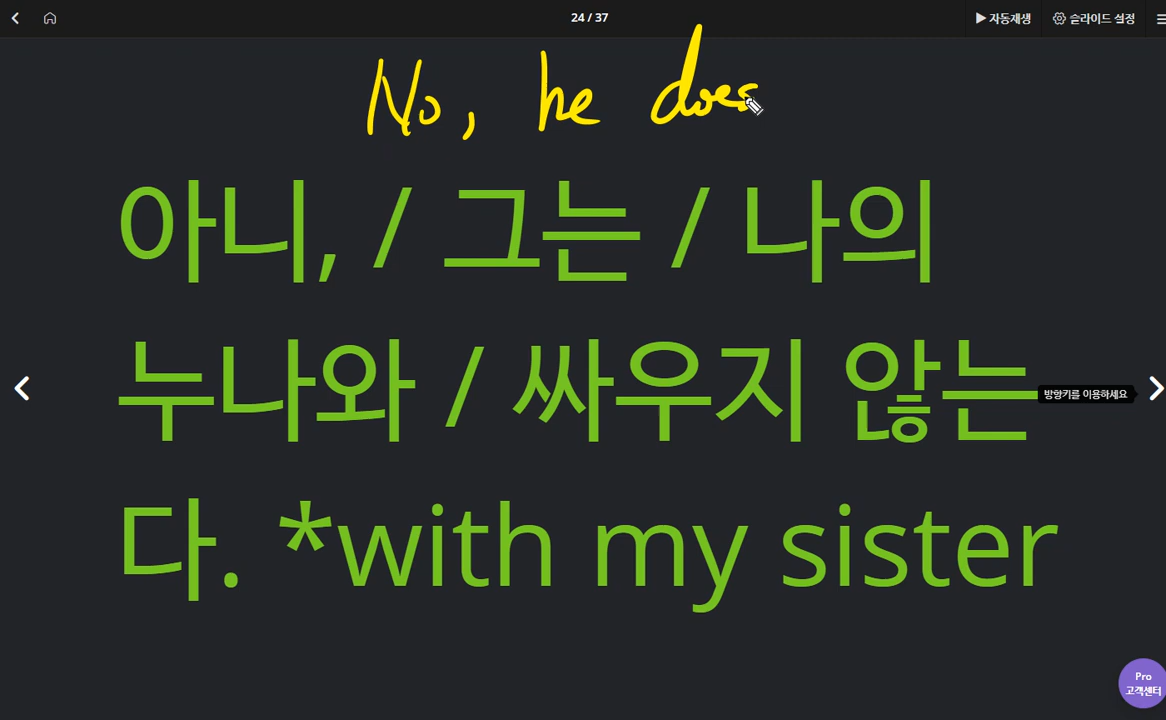 24 / 37
자동재생
슬라이드 설정
No, he does
아니, / 그는 / 나의
누나와 / 싸우지 않는
방향키를 이용하세요
다. *with my sister
Pro
고객센터